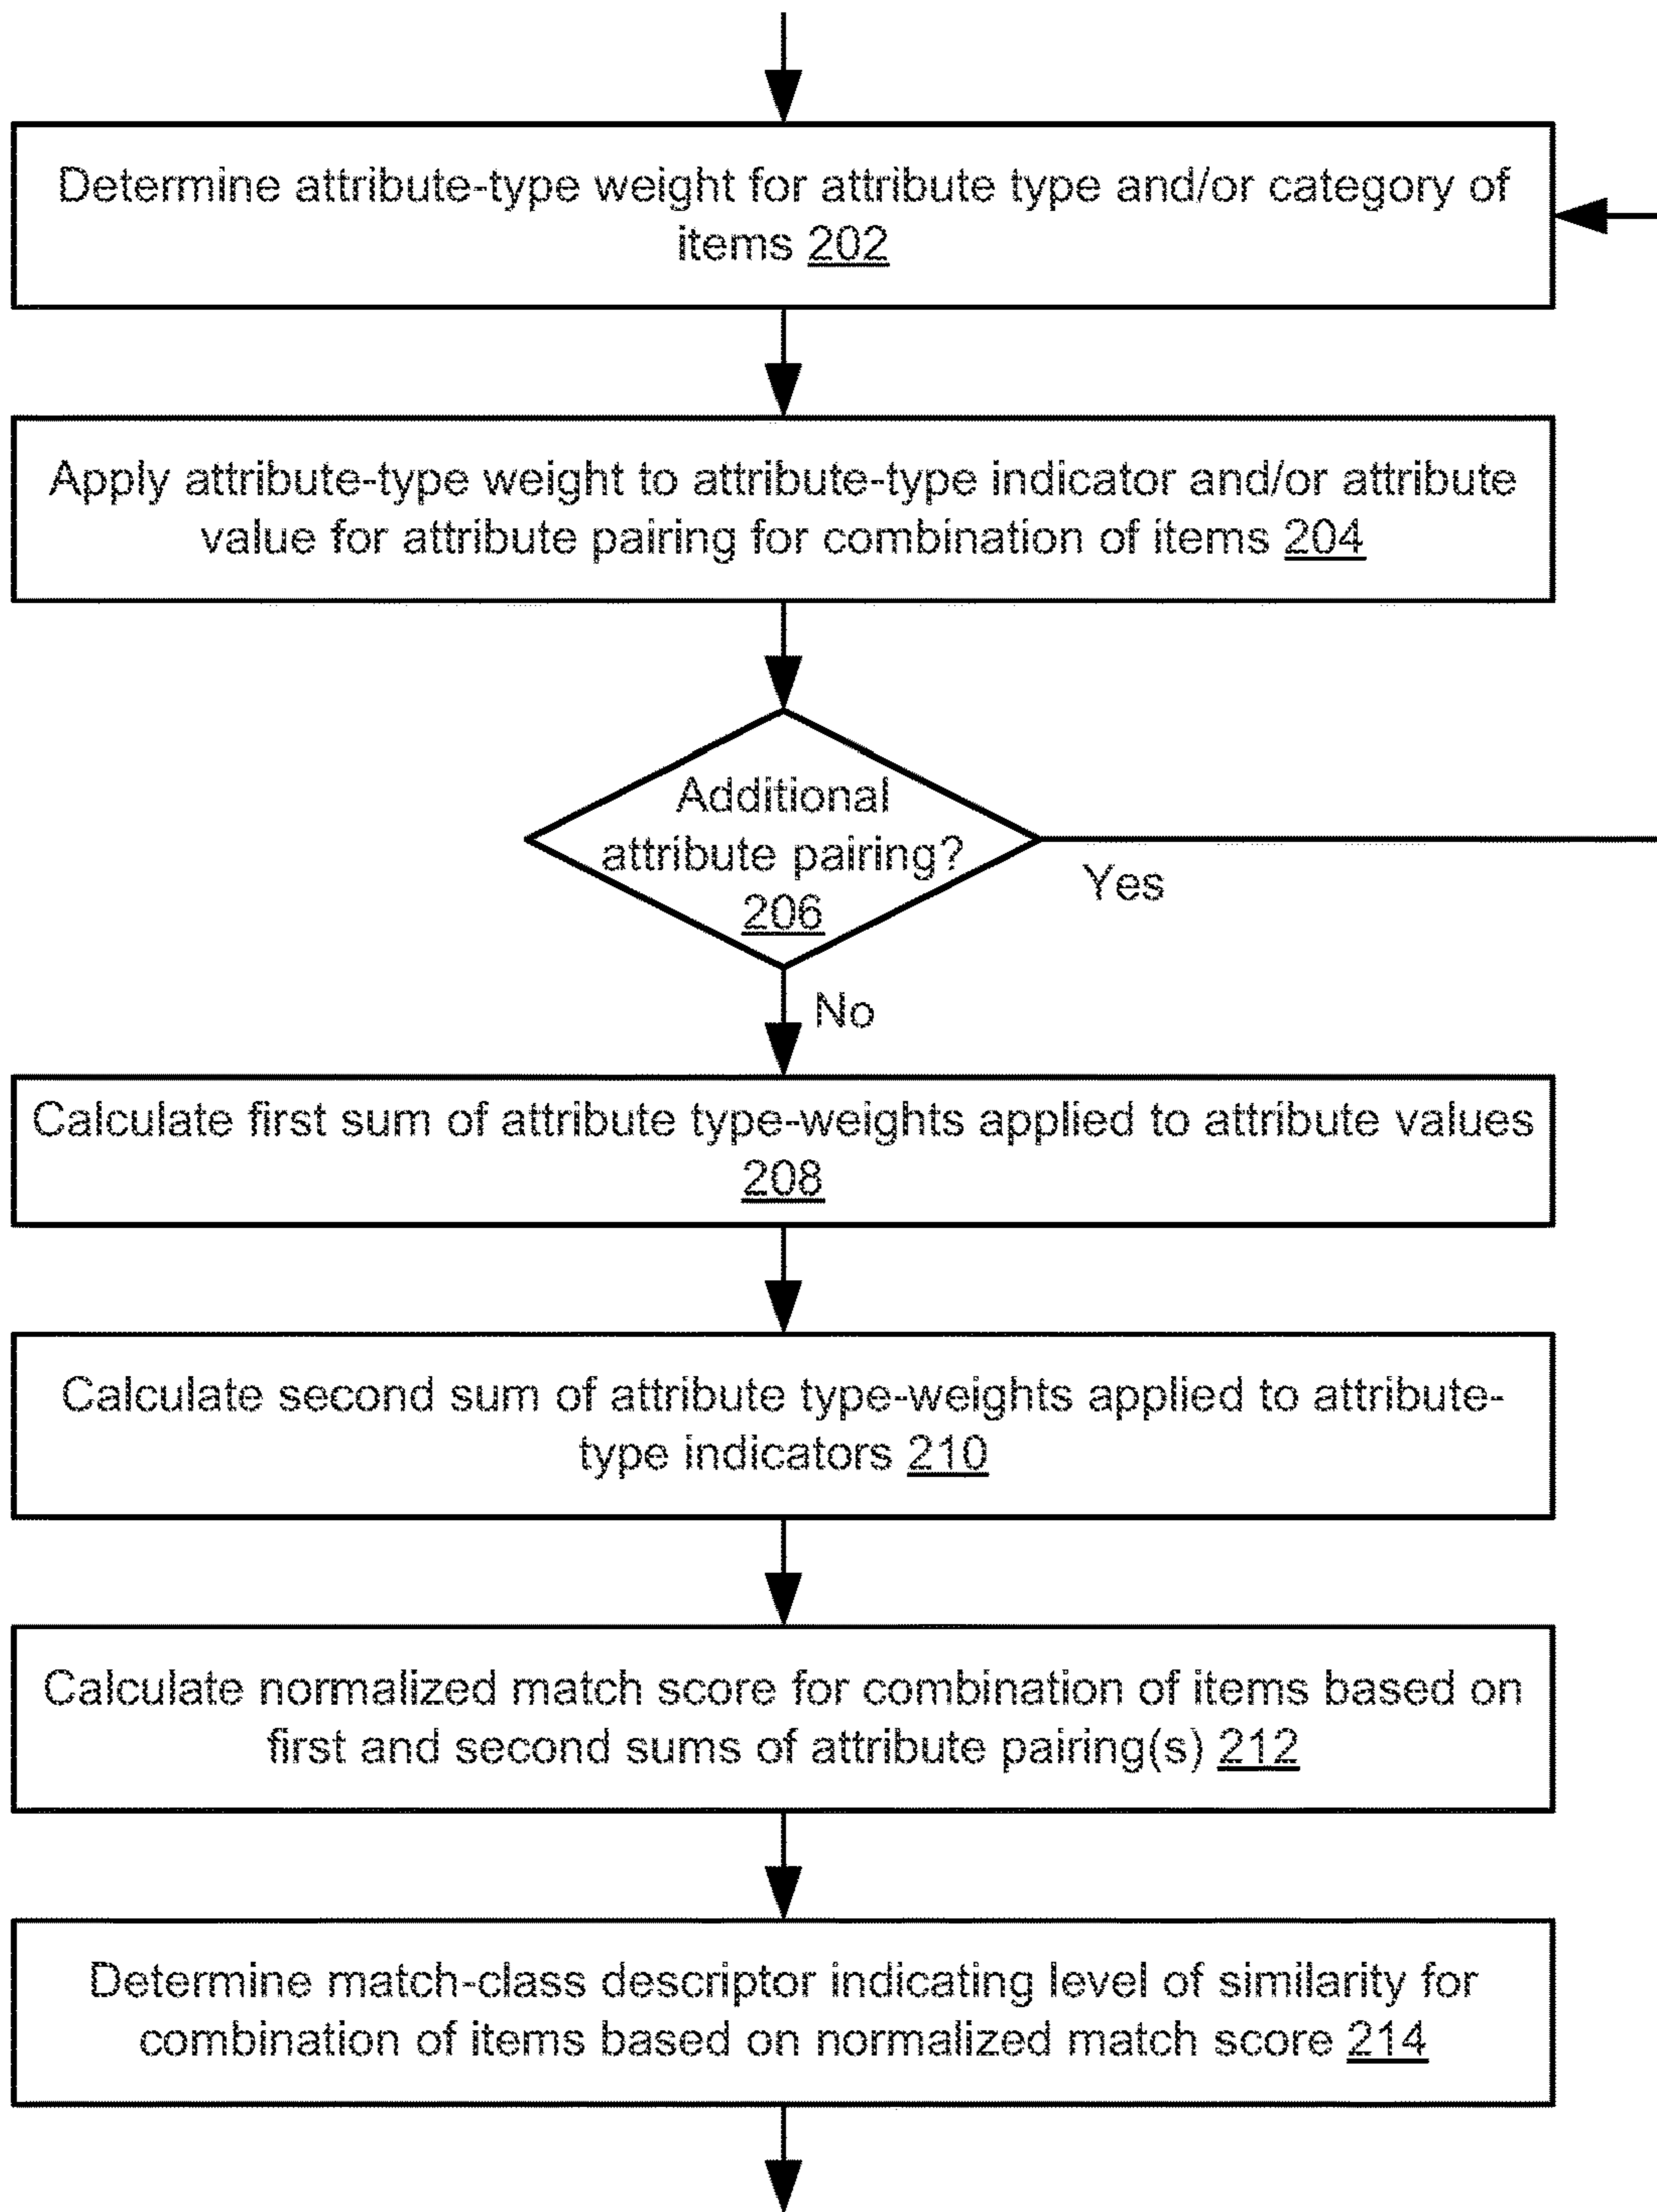 Determine attribute-type weight for attribute type and/or category of
items 202
Apply attribute-type weight to attribute-type indicator and/or attribute
value for attribute pairing for combination of items 204
Additional
attribute pairing?
206
Yes
No
Calculate first sum of attribute type-weights applied to attribute values
208
Calculate second sum of attribute type-weights applied to attribute-
type indicators 210
Calculate normalized match score for combination of items based on
first and second sums of attribute pairing(s) 212
Determine match-class descriptor indicating level of similarity for
combination of items based on normalized match score 214